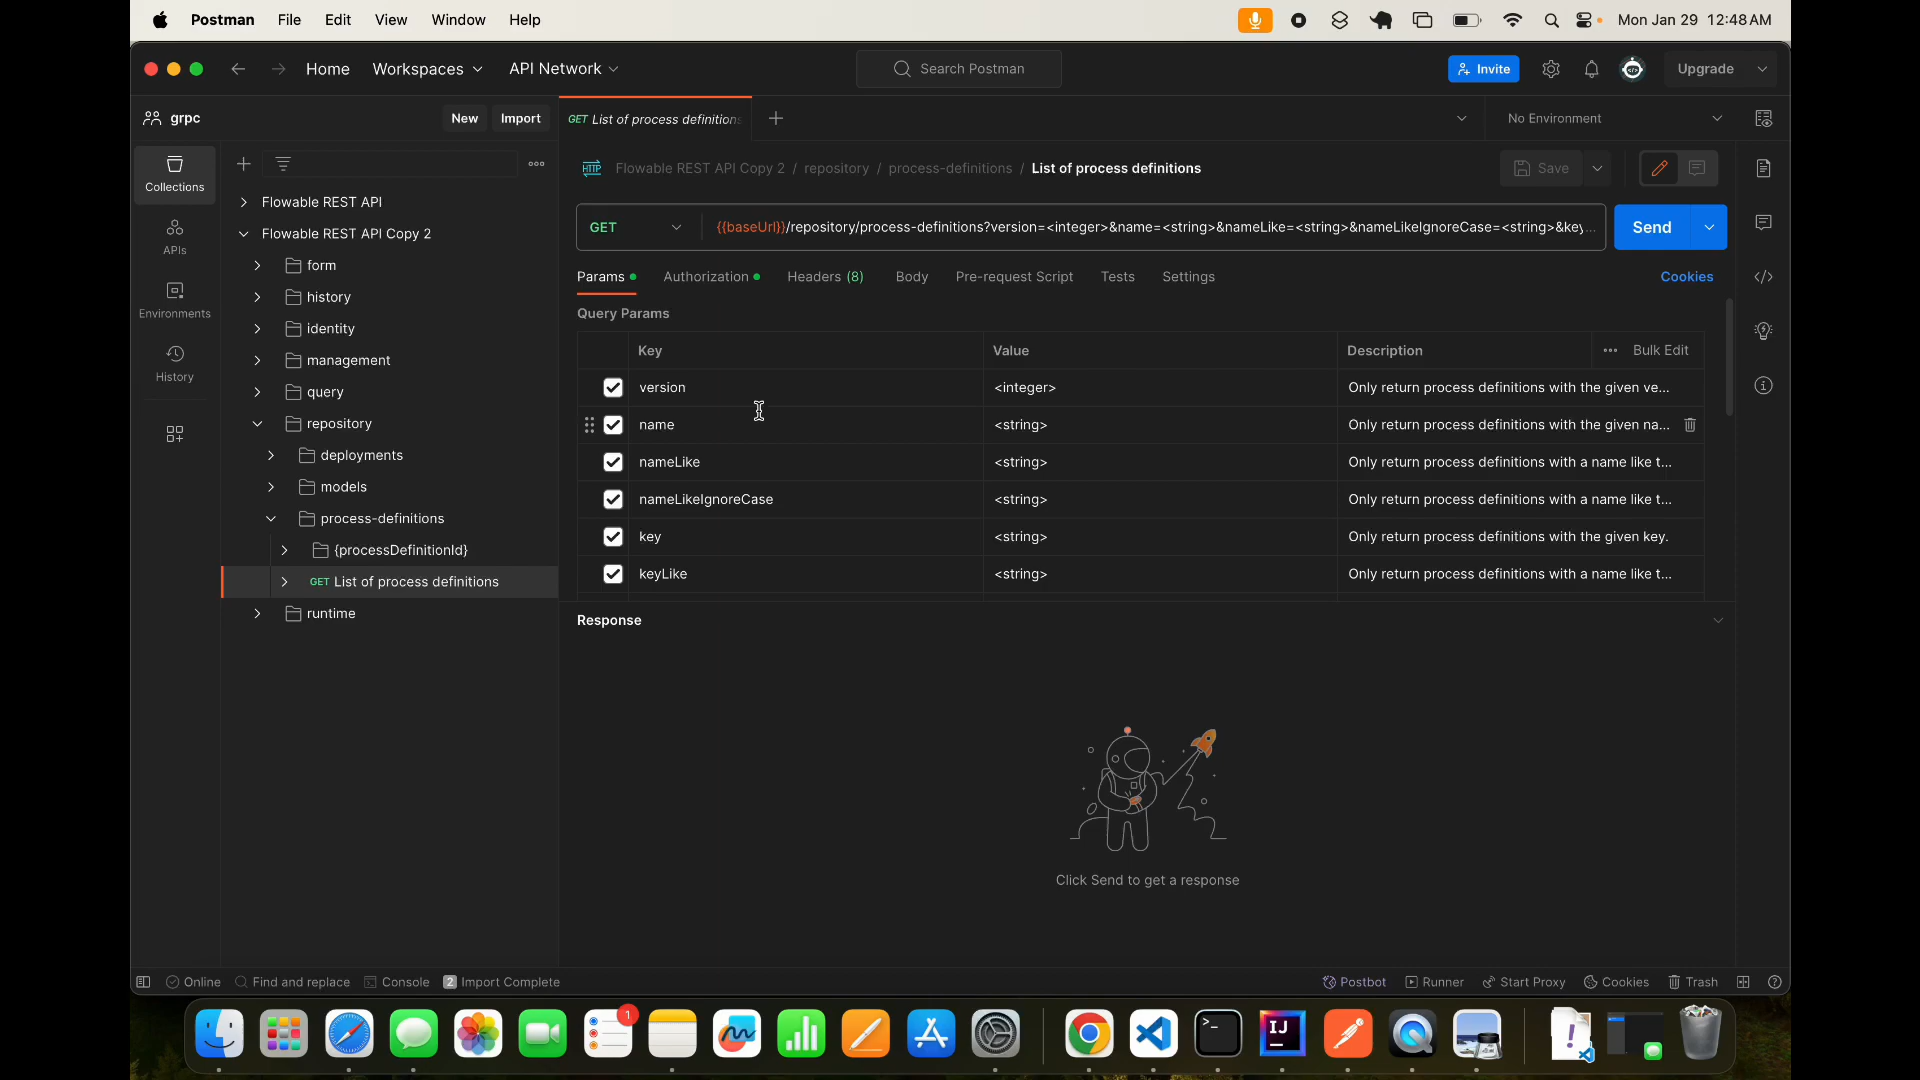 Postman File Edit View Window Help
Mon Jan 29 12:48 AM
Home Workspaces API Network
Search Postman
Invite
Upgrade
grpc
New Import
GET List of process definitions
No Environment
Collections
APIs
Environments
History
Flowable REST API
Flowable REST API Copy 2
form
history
identity
management
query
repository
deployments
models
process-definitions
{processDefinitionId}
GET List of process definitions
runtime
HTTP Flowable REST API Copy 2 / repository / process-definitions / List of process definitions
Save
GET {{baseUrl}}/repository/process-definitions?version=<integer>&name=<string>&nameLike=<string>&nameLikeIgnoreCase=<string>&key...
Send
Params Authorization Headers (8) Body Pre-request Script Tests Settings Cookies
Query Params
Key Value Description Bulk Edit
version <integer> Only return process definitions with the given ve...
name <string> Only return process definitions with the given na...
nameLike <string> Only return process definitions with a name like t...
nameLikeIgnoreCase <string> Only return process definitions with a name like t...
key <string> Only return process definitions with the given key.
keyLike <string> Only return process definitions with a name like t...
Response
Click Send to get a response
Online Find and replace Console 2 Import Complete
Postbot Runner Start Proxy Cookies Trash
1
IJ